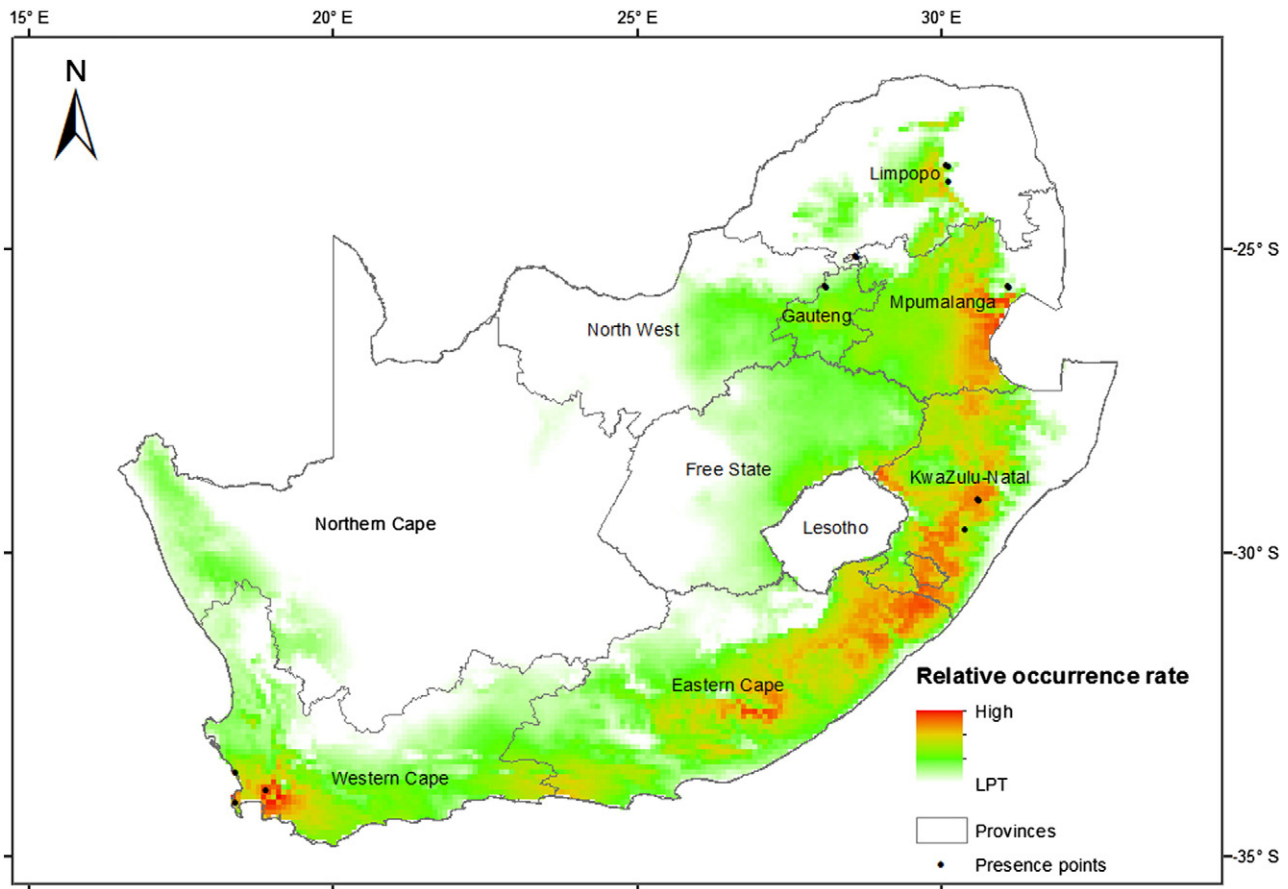 15° E 20° E 25° E 30° E
N
Limpopo
-25° S
Mpumalanga
Gauteng
North West
Free State
KwaZulu-Natal
Northern Cape
Lesotho
-30° S
Relative occurrence rate
Eastern Cape
High
Western Cape
LPT
Provinces
-35° S
Presence points